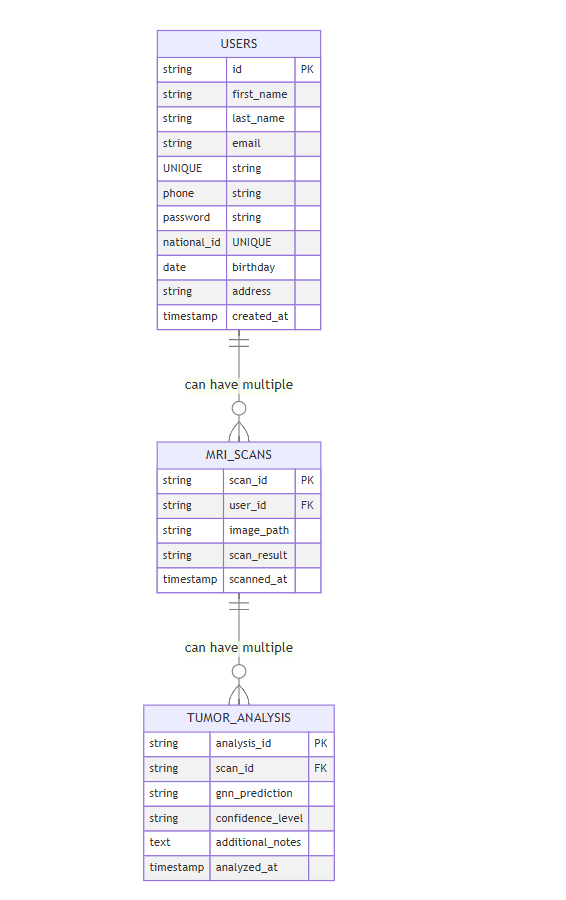 USERS
string id PK
string first_name
string last_name
string email
UNIQUE string
phone string
password string
national_id UNIQUE
date birthday
string address
timestamp created_at
can have multiple
MRI_SCANS
string scan_id PK
string user_id FK
string image_path
string scan_result
timestamp scanned_at
can have multiple
TUMOR_ANALYSIS
string analysis_id PK
string scan_id FK
string gnn_prediction
string confidence_level
text additional_notes
timestamp analyzed_at